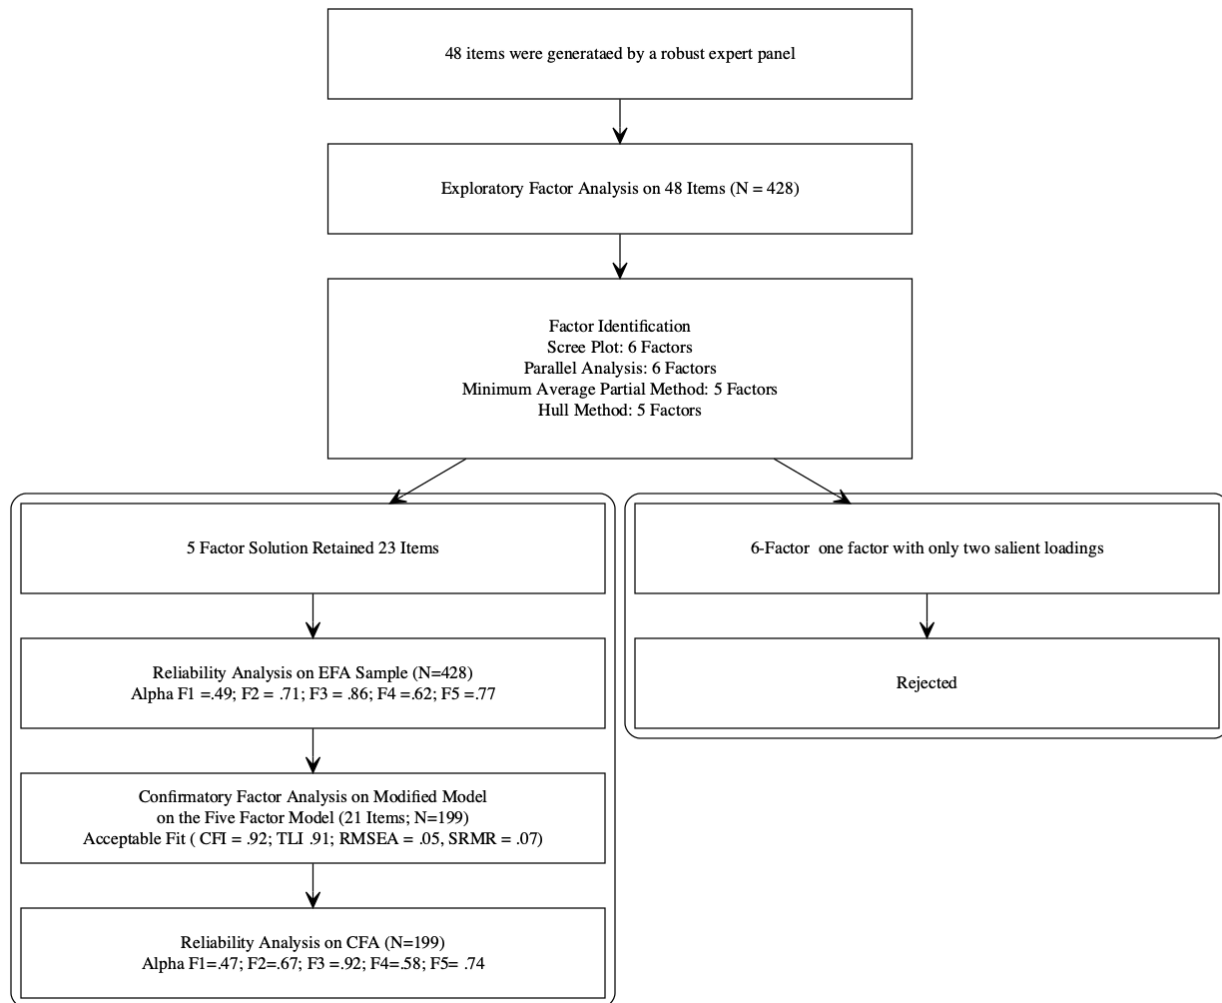 48 items were generataed by a robust expert panel
Exploratory Factor Analysis on 48 Items (N = 428)
Factor Identification
Scree Plot: 6 Factors
Parallel Analysis: 6 Factors
Minimum Average Partial Method: 5 Factors
Hull Method: 5 Factors
5 Factor Solution Retained 23 Items
Reliability Analysis on EFA Sample (N=428)
Alpha F1 =.49; F2 = .71; F3 = .86; F4 =.62; F5 =.77
Confirmatory Factor Analysis on Modified Model
on the Five Factor Model (21 Items; N=199)
Acceptable Fit ( CFI = .92; TLI .91; RMSEA = .05, SRMR = .07)
Reliability Analysis on CFA (N=199)
Alpha F1=.47; F2=.67; F3 =.92; F4=.58; F5= .74
6-Factor  one factor with only two salient loadings
Rejected